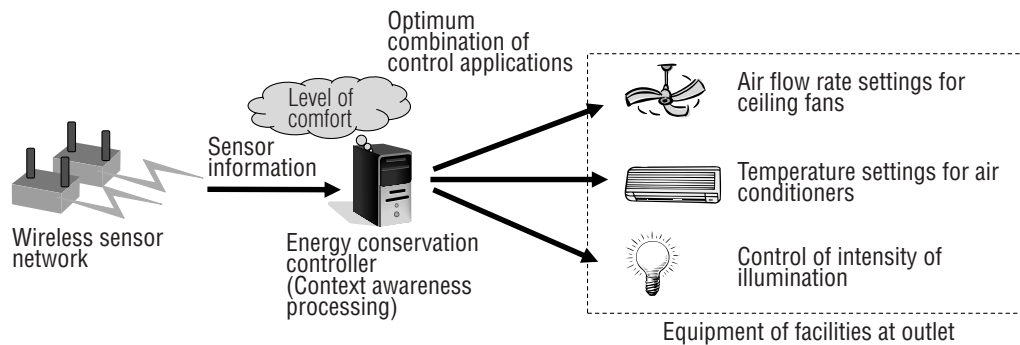 Optimum
combination of
control applications
Level of
comfort
Sensor
information
Wireless sensor
network
Energy conservation
controller
(Context awareness
processing)
Air flow rate settings for
ceiling fans
Temperature settings for air
conditioners
Control of intensity of
illumination
Equipment of facilities at outlet